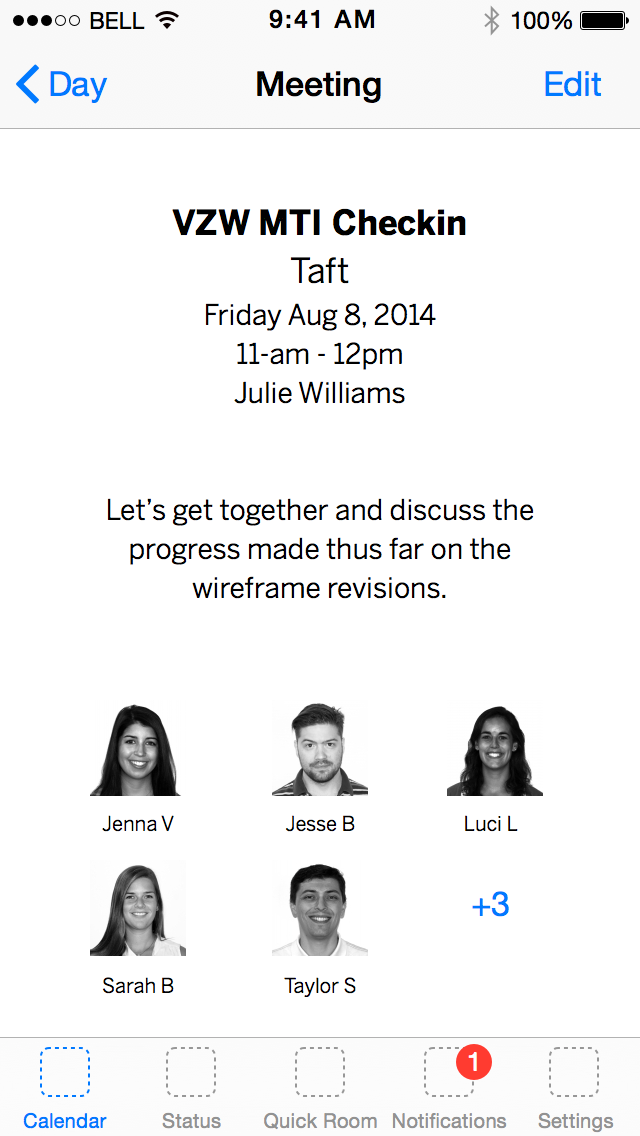 BELL 9:41 AM 100%
Day Meeting Edit
VZW MTI Checkin
Taft
Friday Aug 8, 2014
11-am - 12pm
Julie Williams
Let’s get together and discuss the
progress made thus far on the
wireframe revisions.
Jenna V Jesse B Luci L
+3
Sarah B Taylor S
1
Calendar Status Quick Room Notifications Settings